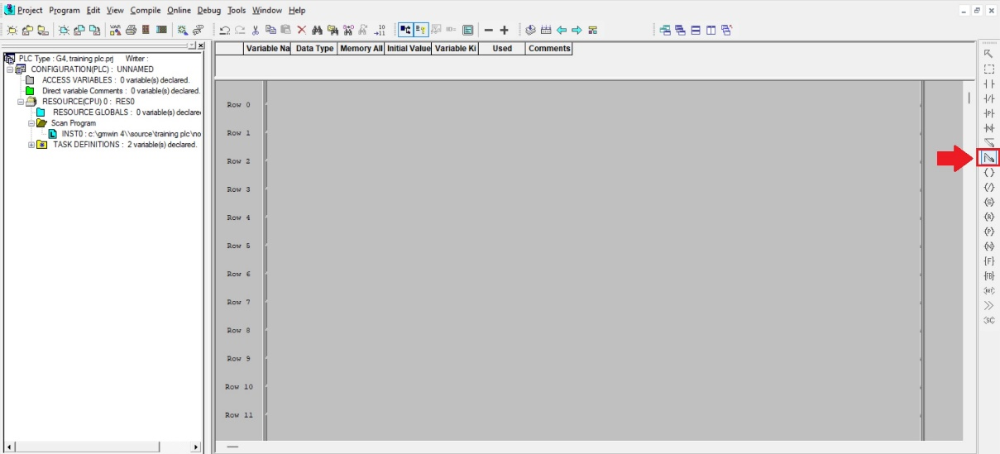 Project Program Edit View Compile Online Debug Tools Window Help
Variable Na Data Type Memory All Initial Value Variable Ki Used Comments
PLC Type : G4, training plc.prj Writer :
CONFIGURATION(PLC) : UNNAMED
ACCESS VARIABLES : 0 variable(s) declared.
Direct variable Comments : 0 variable(s) declared.
RESOURCE(CPU) 0 : RES0
RESOURCE GLOBALS : 0 variable(s) declare
Scan Program
INST0 : c:\gmwin 4\\source\training plc\no
TASK DEFINITIONS : 2 variable(s) declared.
Row 0
Row 1
Row 2
Row 3
Row 4
Row 5
Row 6
Row 7
Row 8
Row 9
Row 10
Row 11